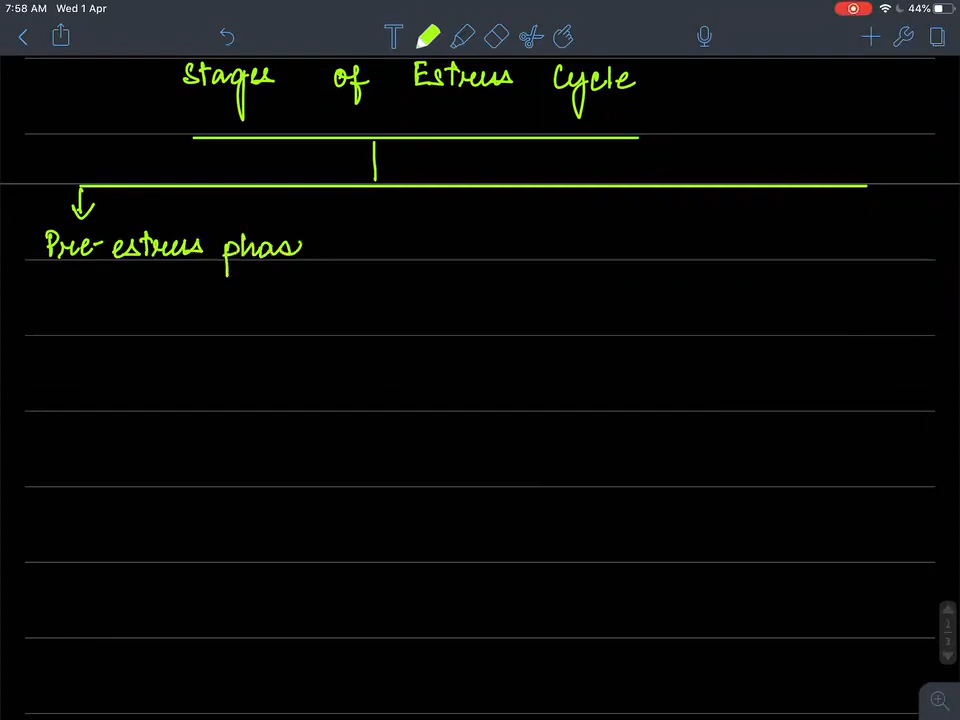 7:58 AM Wed 1 Apr 44%
T
Stages of Estrus Cycle
Pre-estrus phas